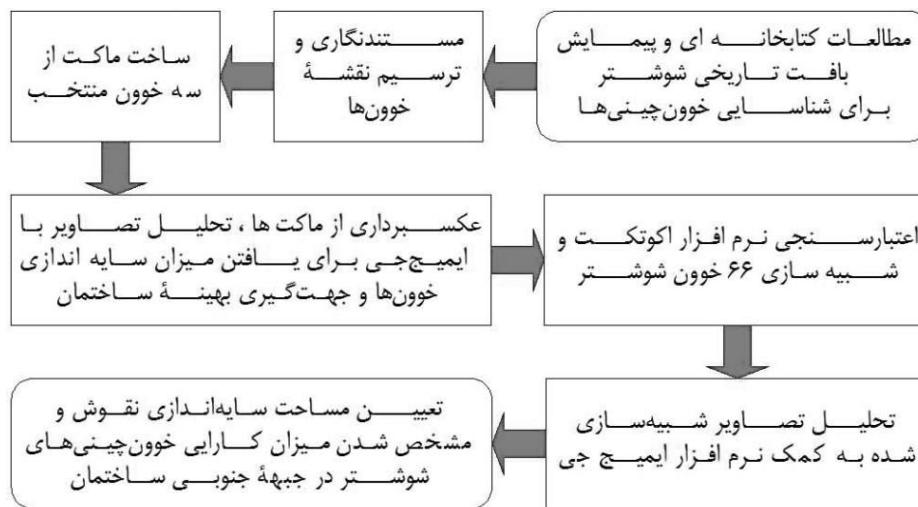 مطالعات کتابخانه ای و پیمایش
بافت تاریخی شوشتر
برای شناسایی خوون‌چینی‌ها
مستندنگاری و
ترسیم نقشهٔ
خوون‌ها
ساخت ماکت از
سه خوون منتخب
عکسبرداری از ماکت ها ، تحلیل تصاویر با
ایمیج‌جی برای یافتن میزان سایه اندازی
خوون‌ها و جهت‌گیری بهینهٔ ساختمان
اعتبارسنجی نرم افزار اکوتکت و
شبیه سازی ۶۶ خوون شوشتر
تحلیل تصاویر شبیه‌سازی
شده به کمک نرم افزار ایمیج جی
تعیین مساحت سایه‌اندازی نقوش و
مشخص شدن میزان کارایی خوون‌چینی‌های
شوشتر در جبههٔ جنوبی ساختمان